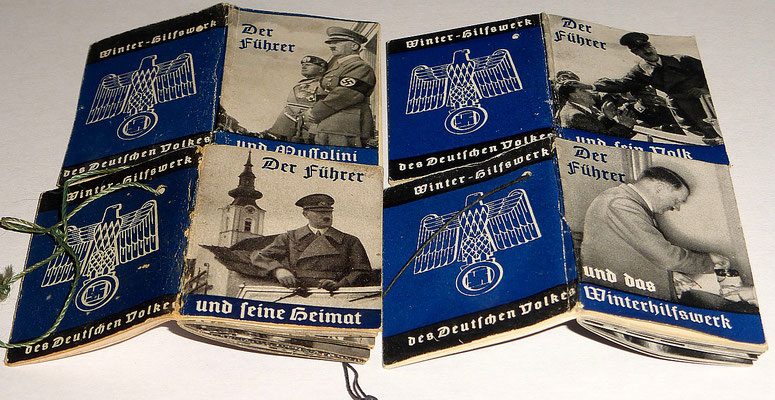 Winter-Hilfswerk
des Deutschen Volkes
Der
Führer
und Mussolini
Winter-Hilfswerk
des Deutschen Volkes
Der
Führer
und sein Volk
Winter-Hilfswerk
des Deutschen Volkes
Der Führer
und seine Heimat
Winter-Hilfswerk
des Deutschen Volkes
Der
Führer
und das
Winterhilfswerk